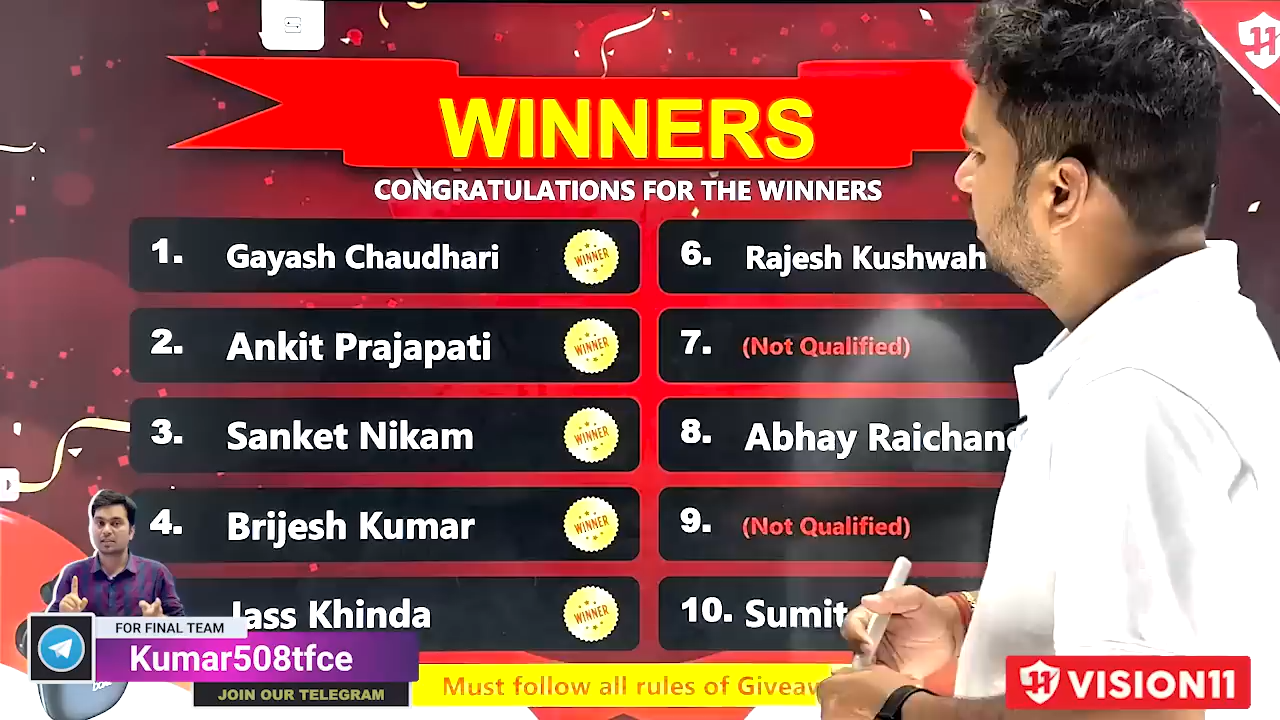 WINNERS
CONGRATULATIONS FOR THE WINNERS
1. Gayash Chaudhari WINNER
2. Ankit Prajapati WINNER
3. Sanket Nikam WINNER
4. Brijesh Kumar WINNER
Jass Khinda WINNER
6. Rajesh Kushwah
7. (Not Qualified)
8. Abhay Raichand
9. (Not Qualified)
10. Sumit
Must follow all rules of Giveaw
FOR FINAL TEAM
Kumar508tfce
JOIN OUR TELEGRAM
VISION11